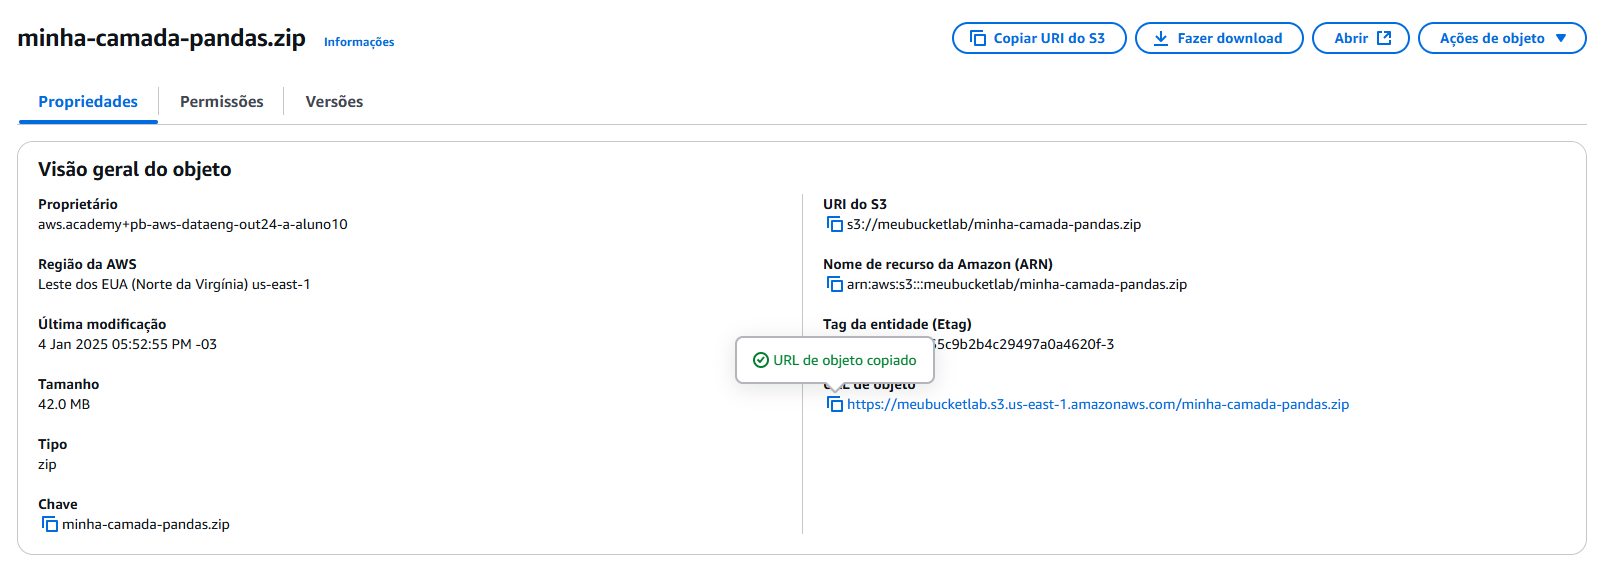 minha-camada-pandas.zip Informações
Copiar URI do S3 Fazer download Abrir Ações de objeto
Propriedades Permissões Versões
Visão geral do objeto
Proprietário
aws.academy+pb-aws-dataeng-out24-a-aluno10
Região da AWS
Leste dos EUA (Norte da Virgínia) us-east-1
Última modificação
4 Jan 2025 05:52:55 PM -03
Tamanho
42.0 MB
Tipo
zip
Chave
minha-camada-pandas.zip
URI do S3
s3://meubucketlab/minha-camada-pandas.zip
Nome de recurso da Amazon (ARN)
arn:aws:s3:::meubucketlab/minha-camada-pandas.zip
Tag da entidade (Etag)
5c9b2b4c29497a0a4620f-3
URL de objeto copiado
URL de objeto
https://meubucketlab.s3.us-east-1.amazonaws.com/minha-camada-pandas.zip